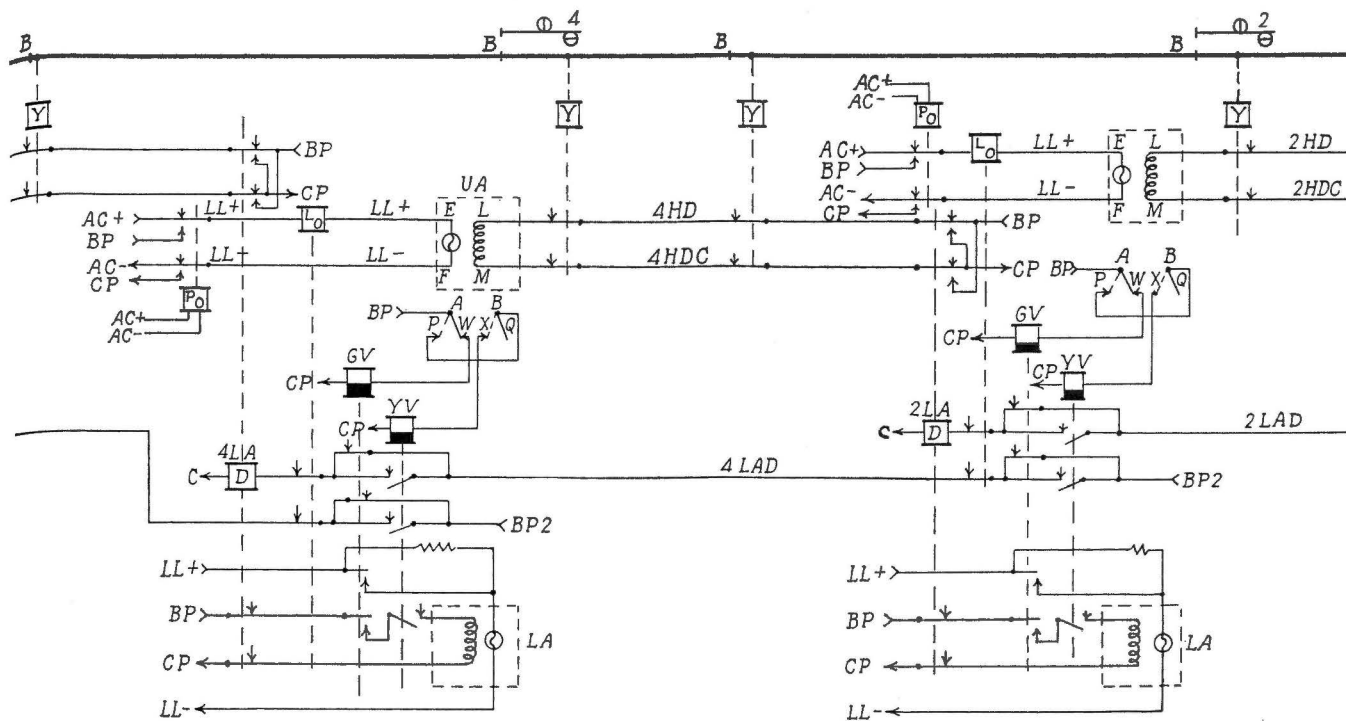 B
B
4
B
B
2
Y
Y
Y
AC+
AC-
PO
Y
BP
CP
AC+
BP
AC-
CP
LO
LL+
LL-
E
L
F
M
2HD
2HDC
AC+
BP
AC-
CP
LL+
LL+
LO
LL+
LL-
UA
E
L
F
M
4HD
4HDC
BP
CP
PO
AC+
AC-
BP
A
B
P
W
X
Q
BP
A
B
P
W
X
Q
GV
CP
YV
CP
GV
CP
YV
CP
4LA
C
D
4LAD
2LA
C
D
2LAD
BP2
BP2
LL+
BP
CP
LL-
LA
LL+
BP
CP
LL-
LA